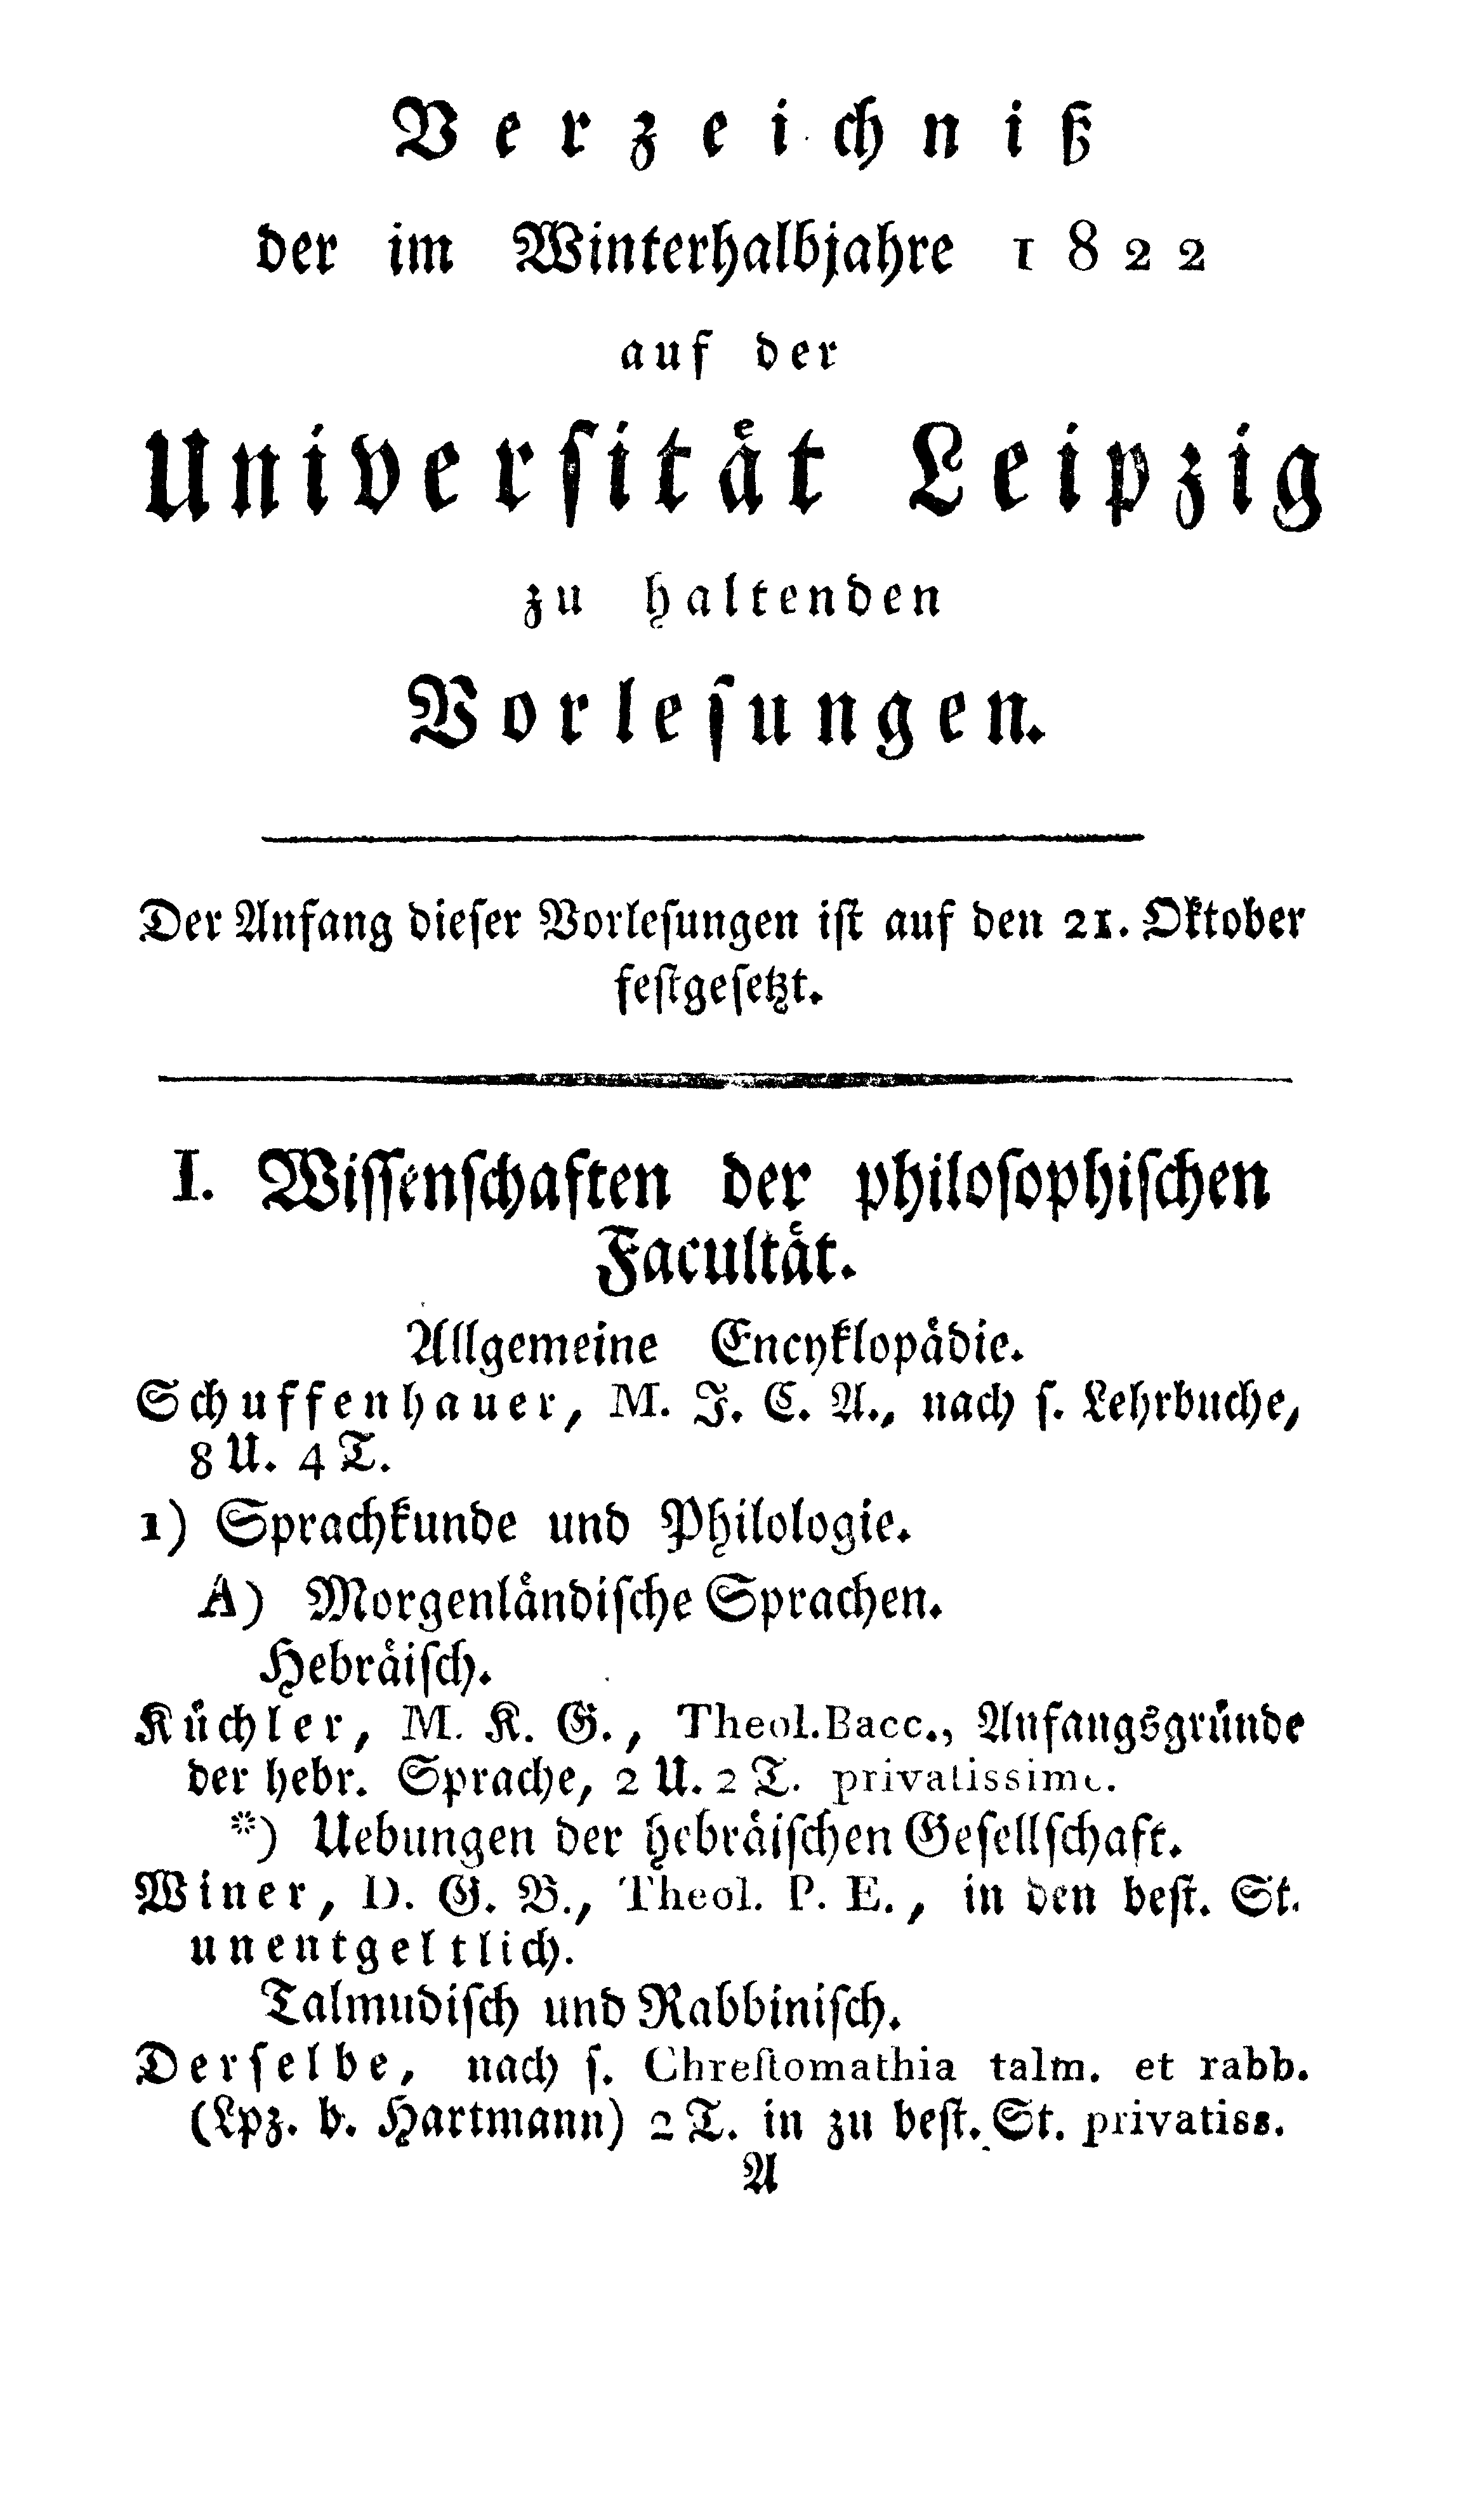 Verzeichniß
der im Winterhalbjahre 1822
auf der
Universität Leipzig
zu haltenden
Vorlesungen.
Der Anfang dieser Vorlesungen ist auf den 21. Oktober
festgesetzt.
I. Wissenschaften der philosophischen
Facultät.
Allgemeine Encyklopädie.
Schuffenhauer, M. J. C. A., nach s. Lehrbuche,
8 U. 4 T.
1) Sprachkunde und Philologie.
A) Morgenländische Sprachen.
Hebräisch.
Küchler, M. K. G., Theol. Bacc., Anfangsgründe
der hebr. Sprache, 2 U. 2 T. privatissime.
*) Uebungen der hebräischen Gesellschaft.
Winer, D. G. B., Theol. P. E., in den best. St.
unentgeltlich.
Talmudisch und Rabbinisch.
Derselbe, nach s. Chrestomathia talm. et rabb.
(Lpz. b. Hartmann) 2 T. in zu best. St. privatiss.
A